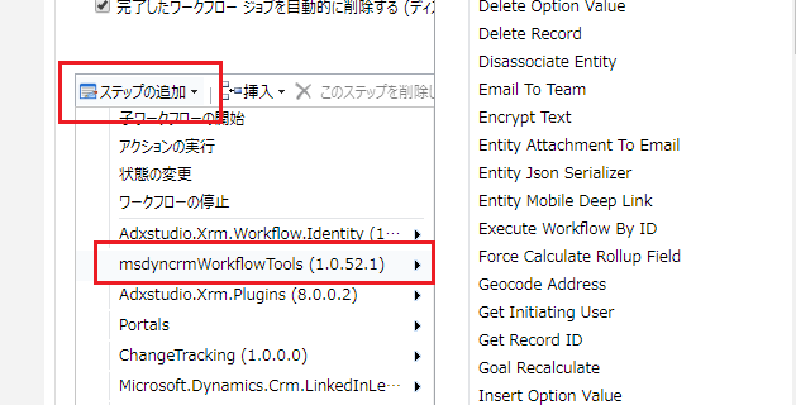 完了したワークフロー ジョブを自動的に削除する (ディス
ステップの追加 挿入 このステップを削除し
子ワークフローの開始
アクションの実行
状態の変更
ワークフローの停止
Adxstudio.Xrm.Workflow.Identity (1···
msdyncrmWorkflowTools (1.0.52.1)
Adxstudio.Xrm.Plugins (8.0.0.2)
Portals
ChangeTracking (1.0.0.0)
Microsoft.Dynamics.Crm.LinkedInLe···
Delete Option Value
Delete Record
Disassociate Entity
Email To Team
Encrypt Text
Entity Attachment To Email
Entity Json Serializer
Entity Mobile Deep Link
Execute Workflow By ID
Force Calculate Rollup Field
Geocode Address
Get Initiating User
Get Record ID
Goal Recalculate
Insert Option Value